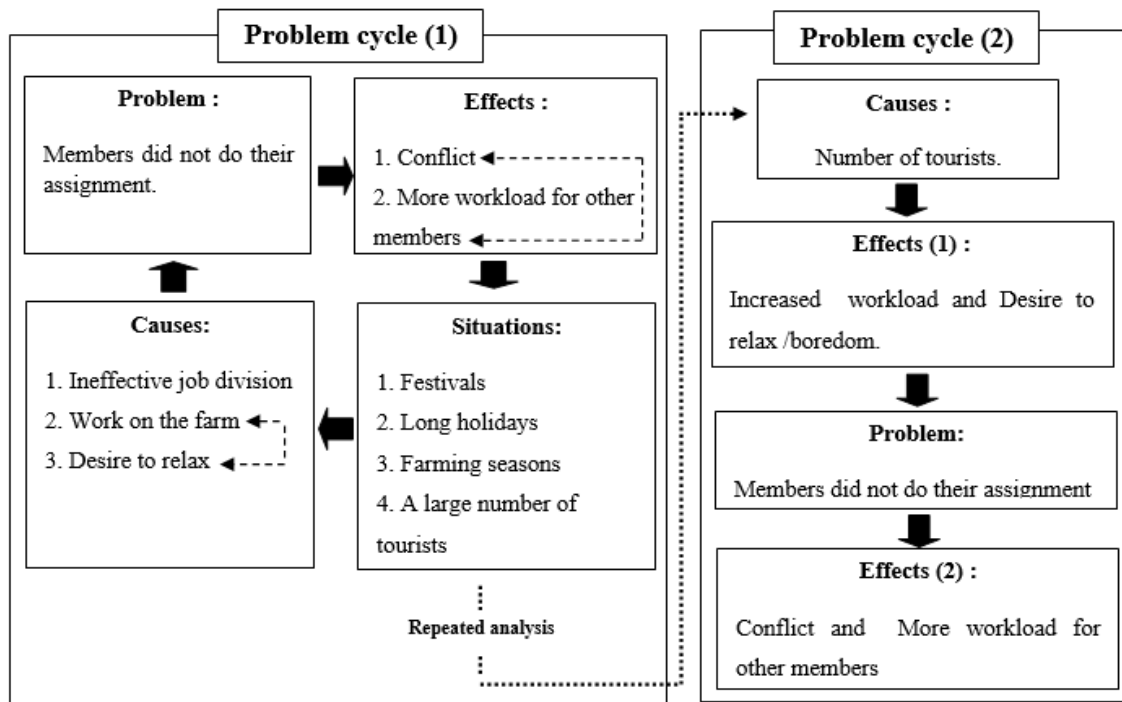 Problem cycle (1)
Problem :
Members did not do their
assignment.
Effects :
1. Conflict
2. More workload for other
members
Causes:
1. Ineffective job division
2. Work on the farm
3. Desire to relax
Situations:
1. Festivals
2. Long holidays
3. Farming seasons
4. A large number of
tourists
Repeated analysis
Problem cycle (2)
Causes :
Number of tourists.
Effects (1) :
Increased workload and Desire to
relax /boredom.
Problem:
Members did not do their assignment
Effects (2) :
Conflict and More workload for
other members